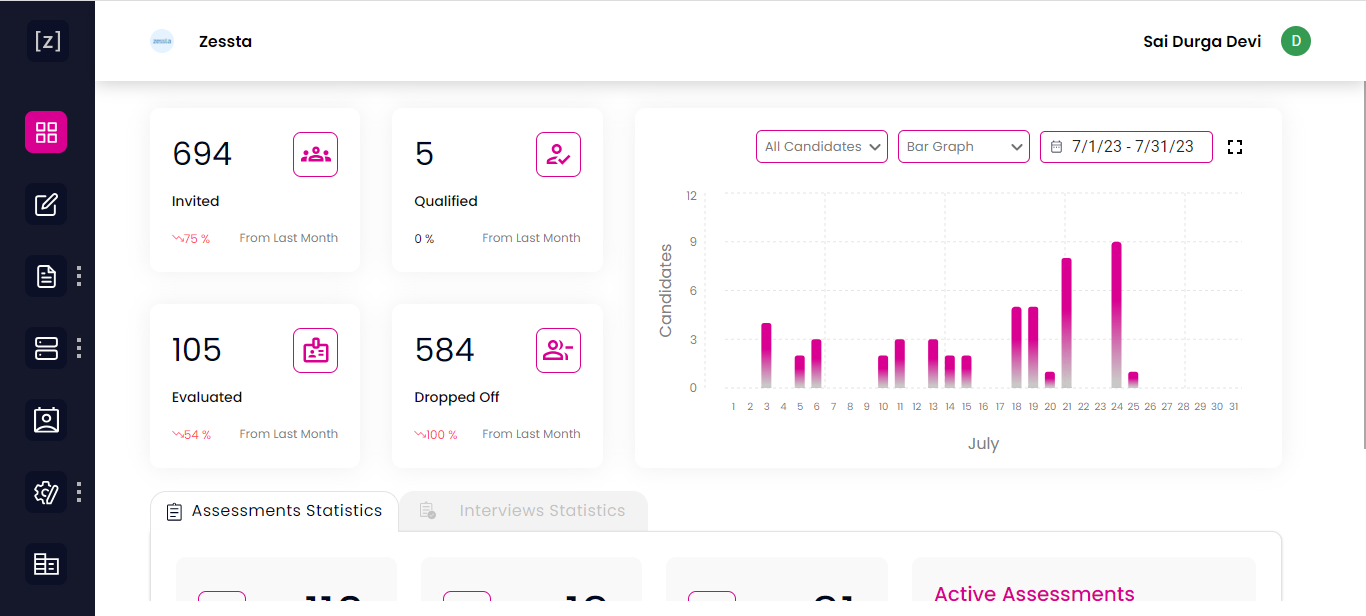 [z]
zessta
Zessta
Sai Durga Devi
D
694
Invited
75 %
From Last Month
5
Qualified
0 %
From Last Month
105
Evaluated
54 %
From Last Month
584
Dropped Off
100 %
From Last Month
All Candidates
Bar Graph
7/1/23 - 7/31/23
12
9
6
3
0
Candidates
1 2 3 4 5 6 7 8 9 10 11 12 13 14 15 16 17 18 19 20 21 22 23 24 25 26 27 28 29 30 31
July
Assessments Statistics
Interviews Statistics
Active Assessments